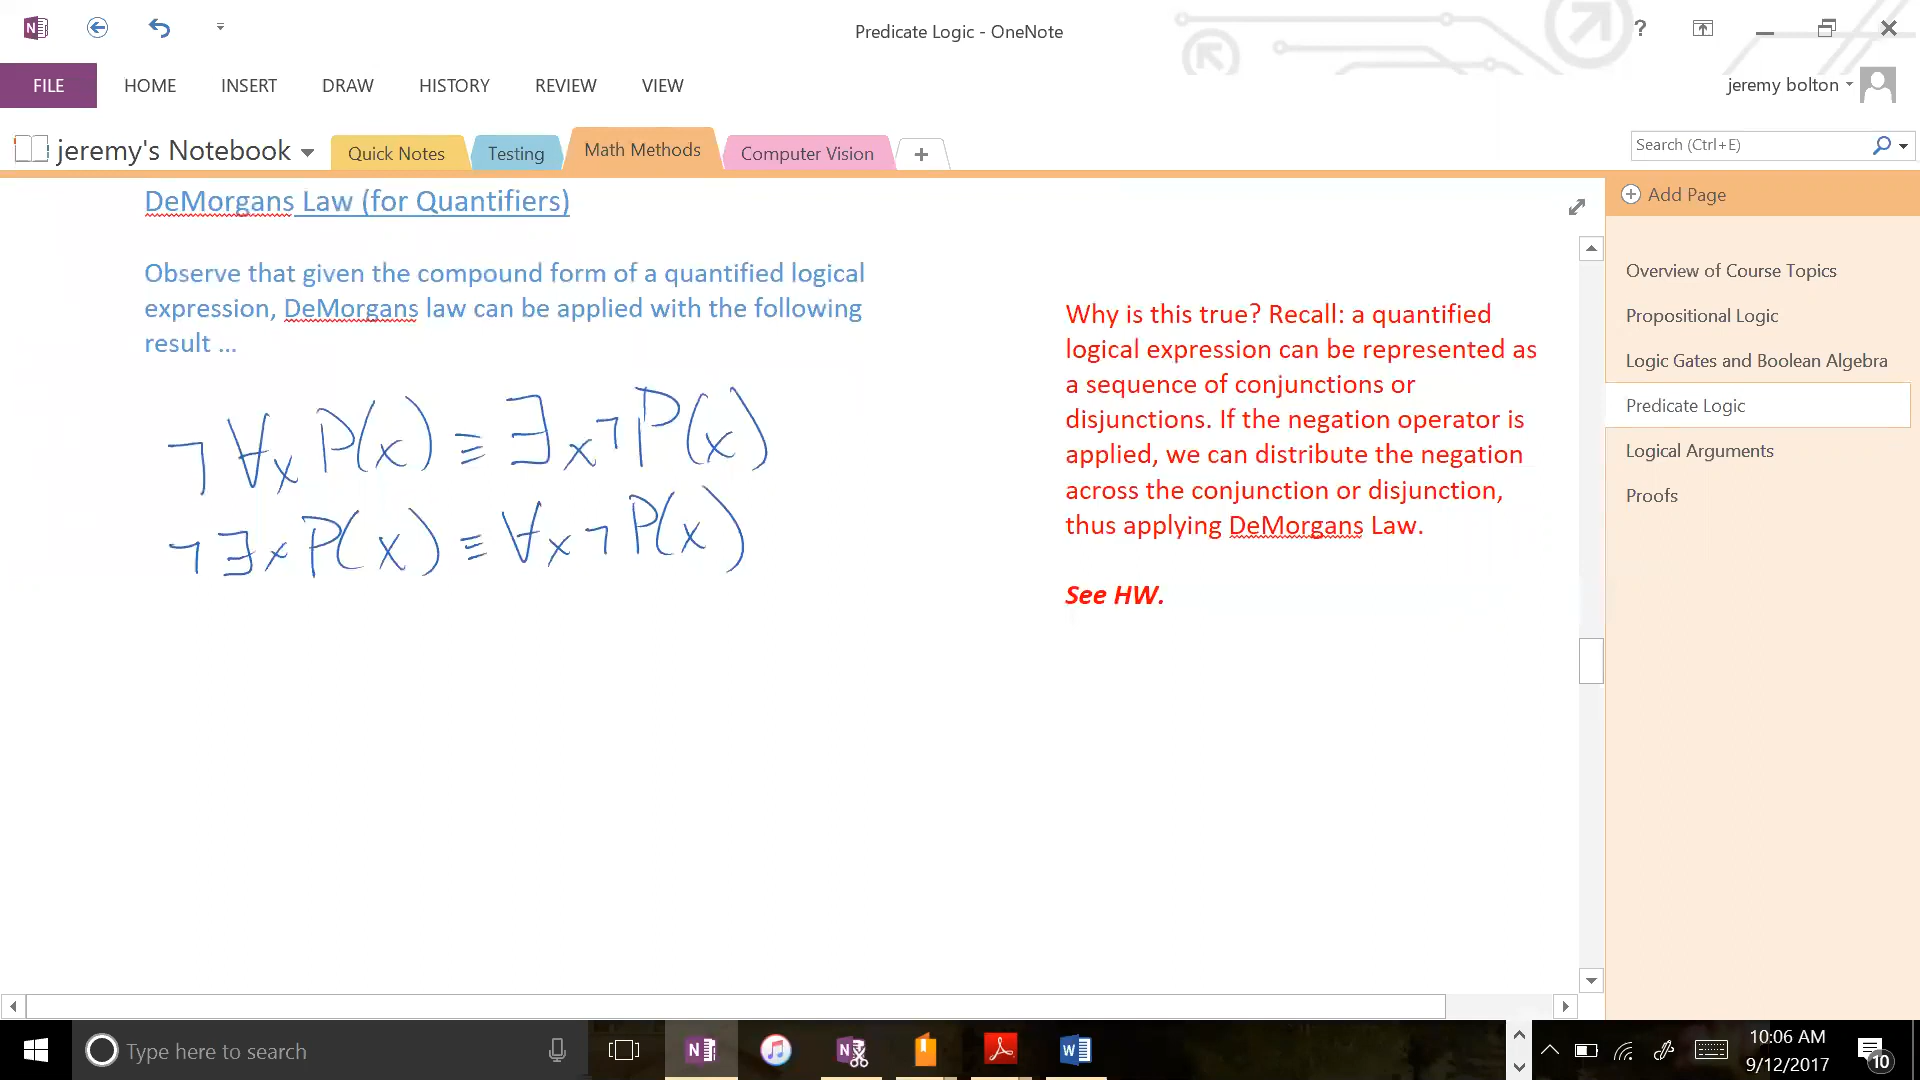 Predicate Logic - OneNote
?
FILE HOME INSERT DRAW HISTORY REVIEW VIEW
jeremy bolton
jeremy's Notebook Quick Notes Testing Math Methods Computer Vision +
Search (Ctrl+E)
DeMorgans Law (for Quantifiers)
Observe that given the compound form of a quantified logical
expression, DeMorgans law can be applied with the following
result ...
¬∀x P(x) ≡ ∃x ¬P(x)
¬∃x P(x) ≡ ∀x ¬P(x)
Why is this true? Recall: a quantified
logical expression can be represented as
a sequence of conjunctions or
disjunctions. If the negation operator is
applied, we can distribute the negation
across the conjunction or disjunction,
thus applying DeMorgans Law.
See HW.
Add Page
Overview of Course Topics
Propositional Logic
Logic Gates and Boolean Algebra
Predicate Logic
Logical Arguments
Proofs
Type here to search
10:06 AM
9/12/2017
10